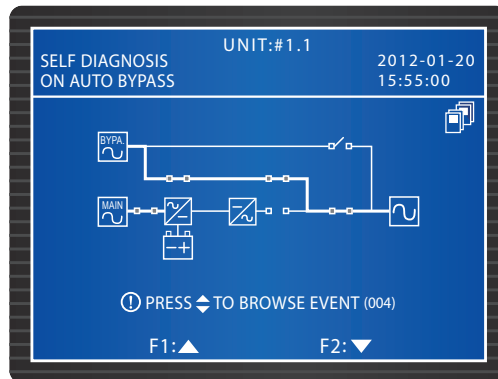 UNIT:#1.1
SELF DIAGNOSIS
ON AUTO BYPASS
2012-01-20
15:55:00
BYPA.
MAIN
PRESS TO BROWSE EVENT (004)
F1:
F2: